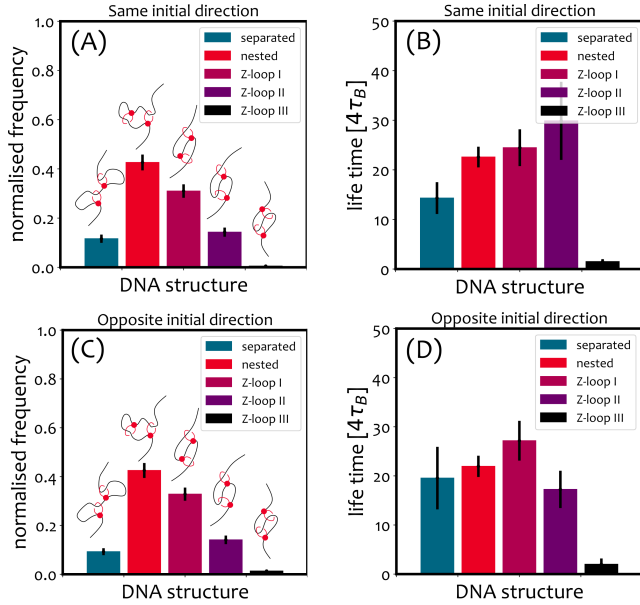 Same initial direction
(A)
normalised frequency
1.0
0.8
0.6
0.4
0.2
0.0
separated
nested
Z-loop I
Z-loop II
Z-loop III
DNA structure
Same initial direction
(B)
life time [4τB]
50
40
30
20
10
0
separated
nested
Z-loop I
Z-loop II
Z-loop III
DNA structure
Opposite initial direction
(C)
normalised frequency
1.0
0.8
0.6
0.4
0.2
0.0
separated
nested
Z-loop I
Z-loop II
Z-loop III
DNA structure
Opposite initial direction
(D)
life time [4τB]
50
40
30
20
10
0
separated
nested
Z-loop I
Z-loop II
Z-loop III
DNA structure